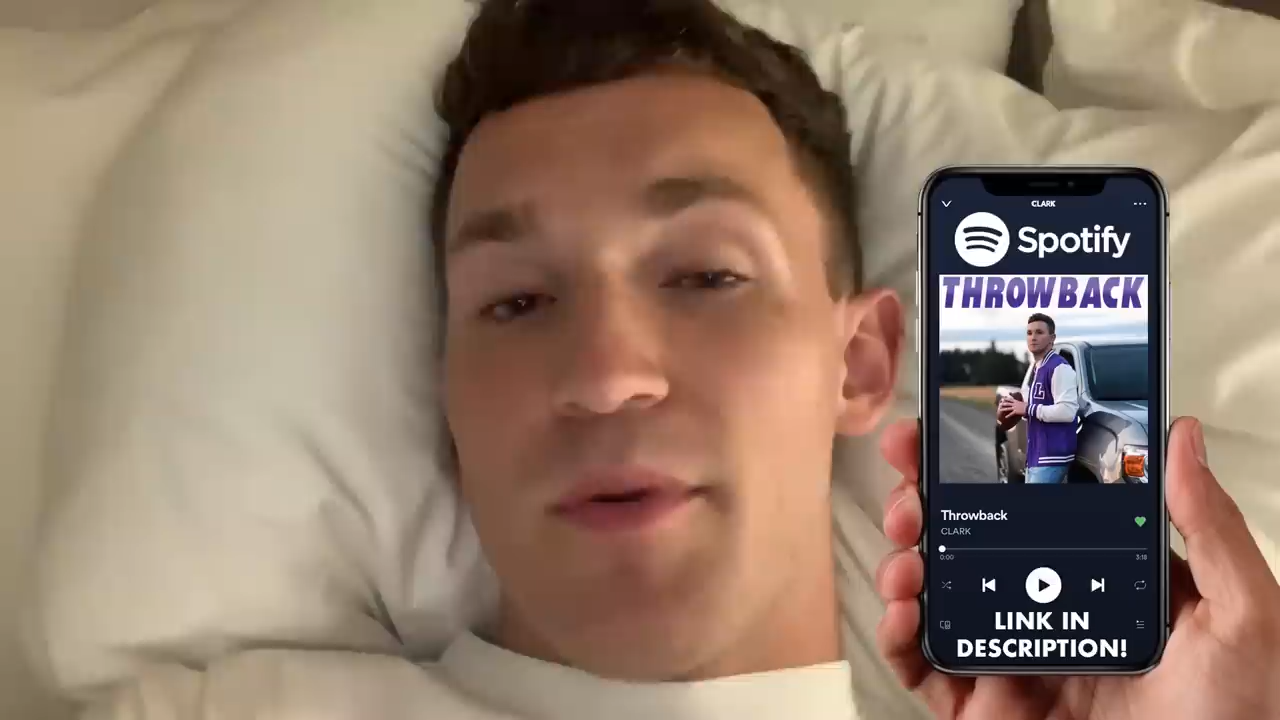 CLARK
Spotify
THROWBACK
L
Throwback
CLARK
0:00
3:18
LINK IN
DESCRIPTION!